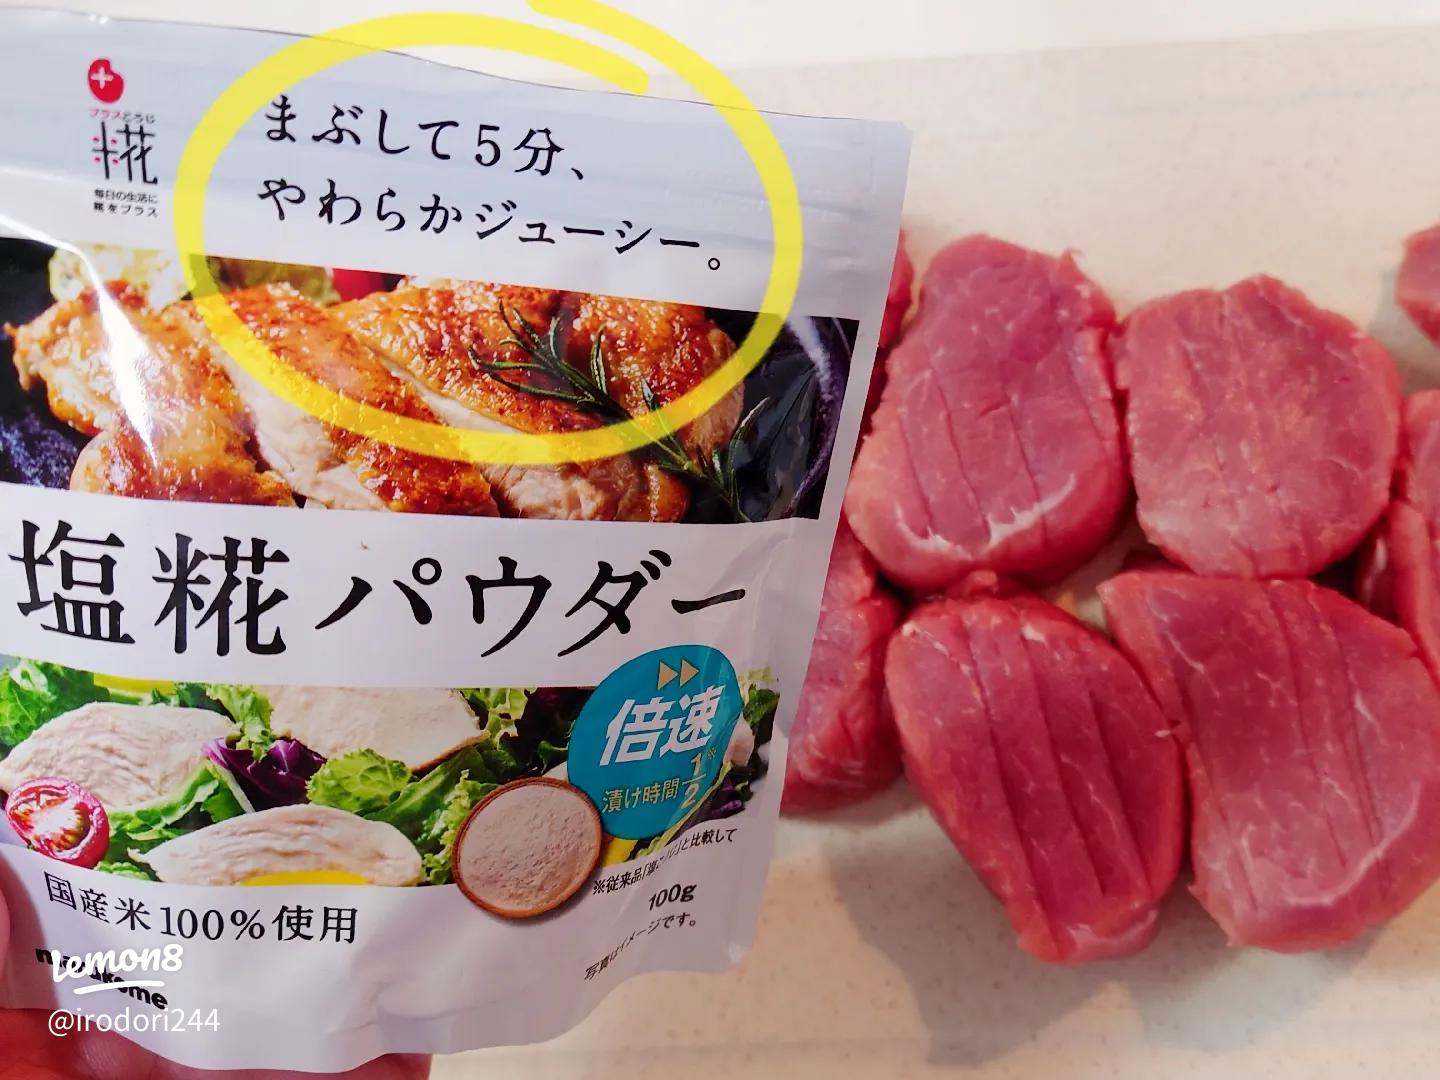 プラスこうじ
糀
毎日の生活に
糀をプラス
まぶして5分、
やわらかジューシー。
塩糀パウダー
倍速
漬け時間1/2※
※従来品「塩こうじ」と比較して
100g
写真はイメージです。
国産米100%使用
Lemon8
@irodori244